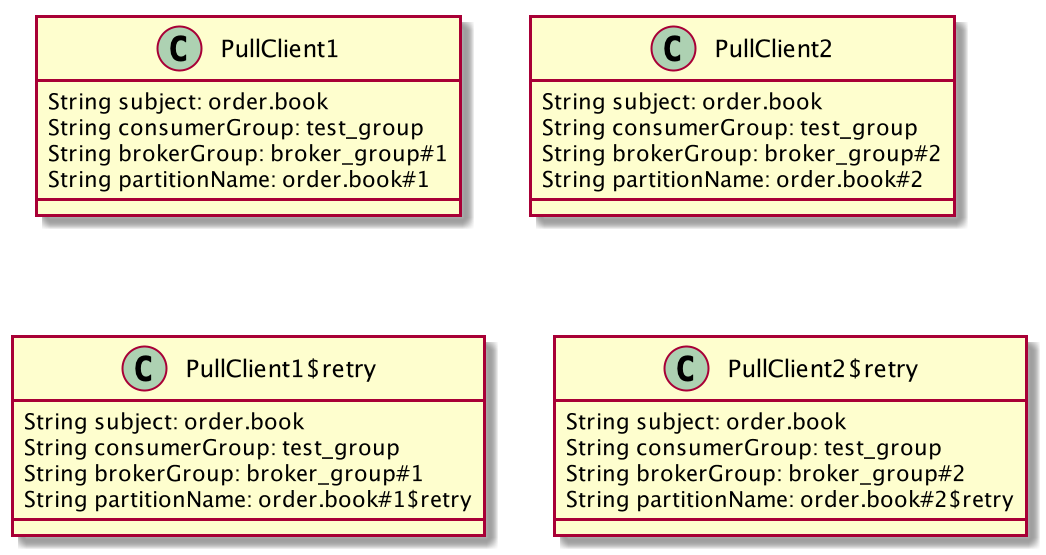 C PullClient1
String subject: order.book
String consumerGroup: test_group
String brokerGroup: broker_group#1
String partitionName: order.book#1
C PullClient2
String subject: order.book
String consumerGroup: test_group
String brokerGroup: broker_group#2
String partitionName: order.book#2
C PullClient1$retry
String subject: order.book
String consumerGroup: test_group
String brokerGroup: broker_group#1
String partitionName: order.book#1$retry
C PullClient2$retry
String subject: order.book
String consumerGroup: test_group
String brokerGroup: broker_group#2
String partitionName: order.book#2$retry